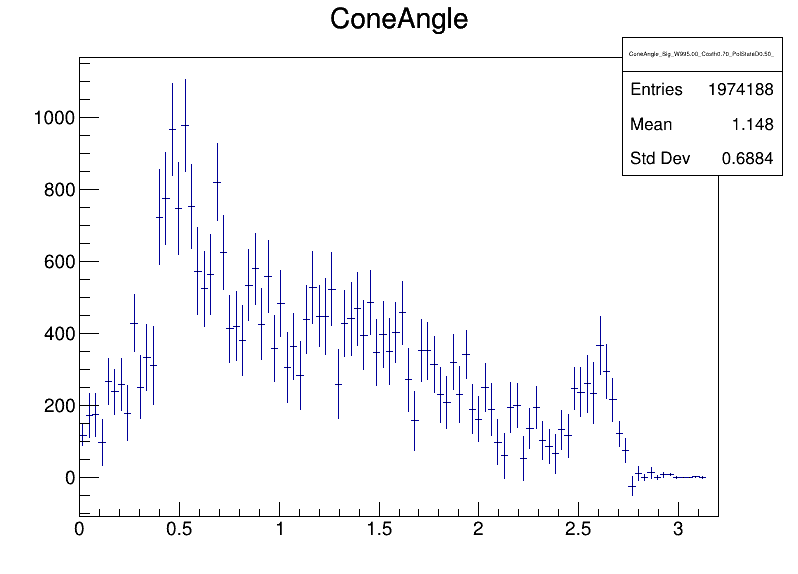 ConeAngle
ConeAngle_Sig_W995.00_Costh0.70_PolStateD0.50_
Entries 1974188
Mean 1.148
Std Dev 0.6884
1000
800
600
400
200
0
0 0.5 1 1.5 2 2.5 3